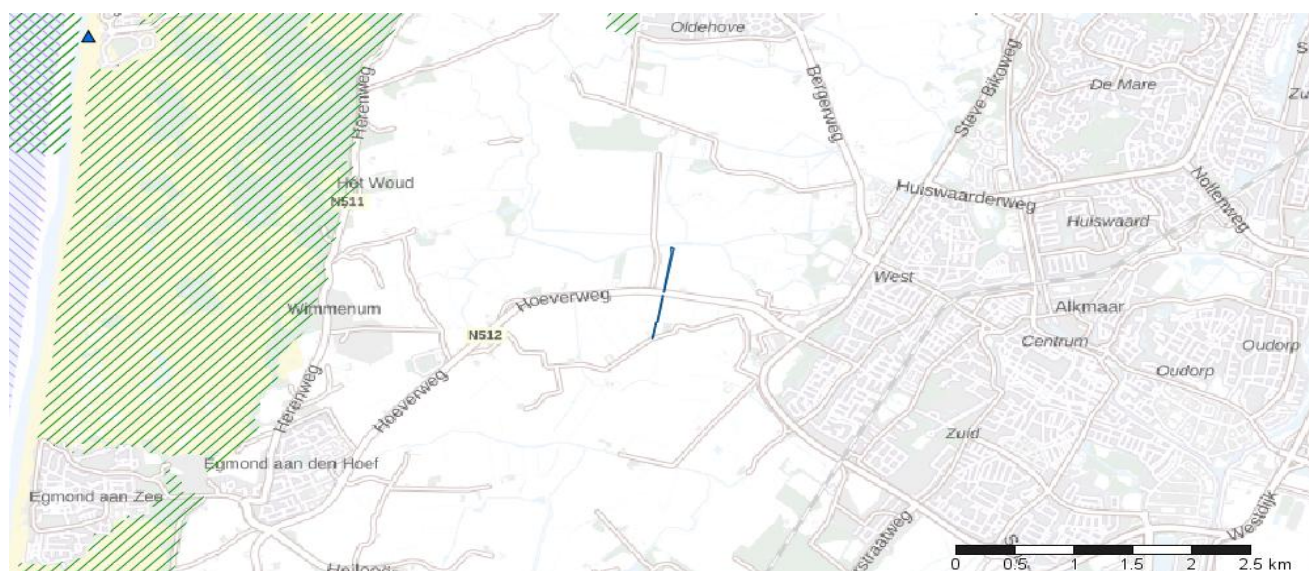 Oldehove
De Mare
Herenweg
Bergerweg
Steve Bikoweg
Het Woud
N511
Huiswaarderweg
Nollenweg
Huiswaard
West
Hoeverweg
Wimmenum
Alkmaar
N512
Centrum
Oudorp
Oudorp
Herenweg
Hoeverweg
Zuid
Egmond aan den Hoef
Egmond aan Zee
Westdijk
0 0.5 1 1.5 2 2.5 km